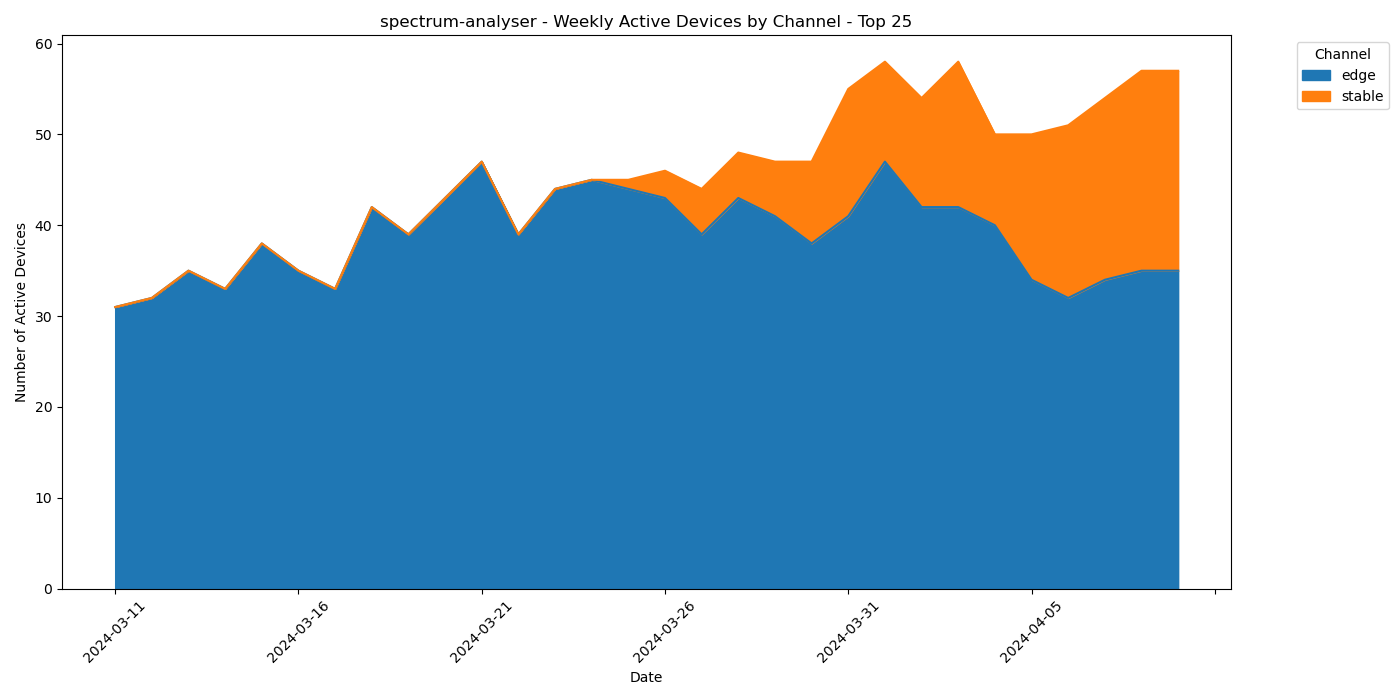 spectrum-analyser - Weekly Active Devices by Channel - Top 25
Channel
edge
stable
Number of Active Devices
60
50
40
30
20
10
0
2024-03-11
2024-03-16
2024-03-21
2024-03-26
2024-03-31
2024-04-05
Date